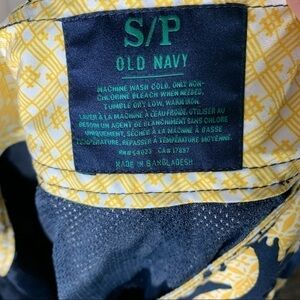 S/P
OLD NAVY
MACHINE WASH COLD, ONLY NON-
CHLORINE BLEACH WHEN NEEDED,
TUMBLE DRY LOW, WARM IRON.
LAVER À LA MACHINE À L'EAU FROIDE. UTILISER AU
BESOIN UN AGENT DE BLANCHIMENT SANS CHLORE
UNIQUEMENT, SÉCHER À LA MACHINE À BASSE
TEMPÉRATURE, REPASSER À TEMPÉRATURE MOYENNE.
RN# 54023 CA# 17897
MADE IN BANGLADESH